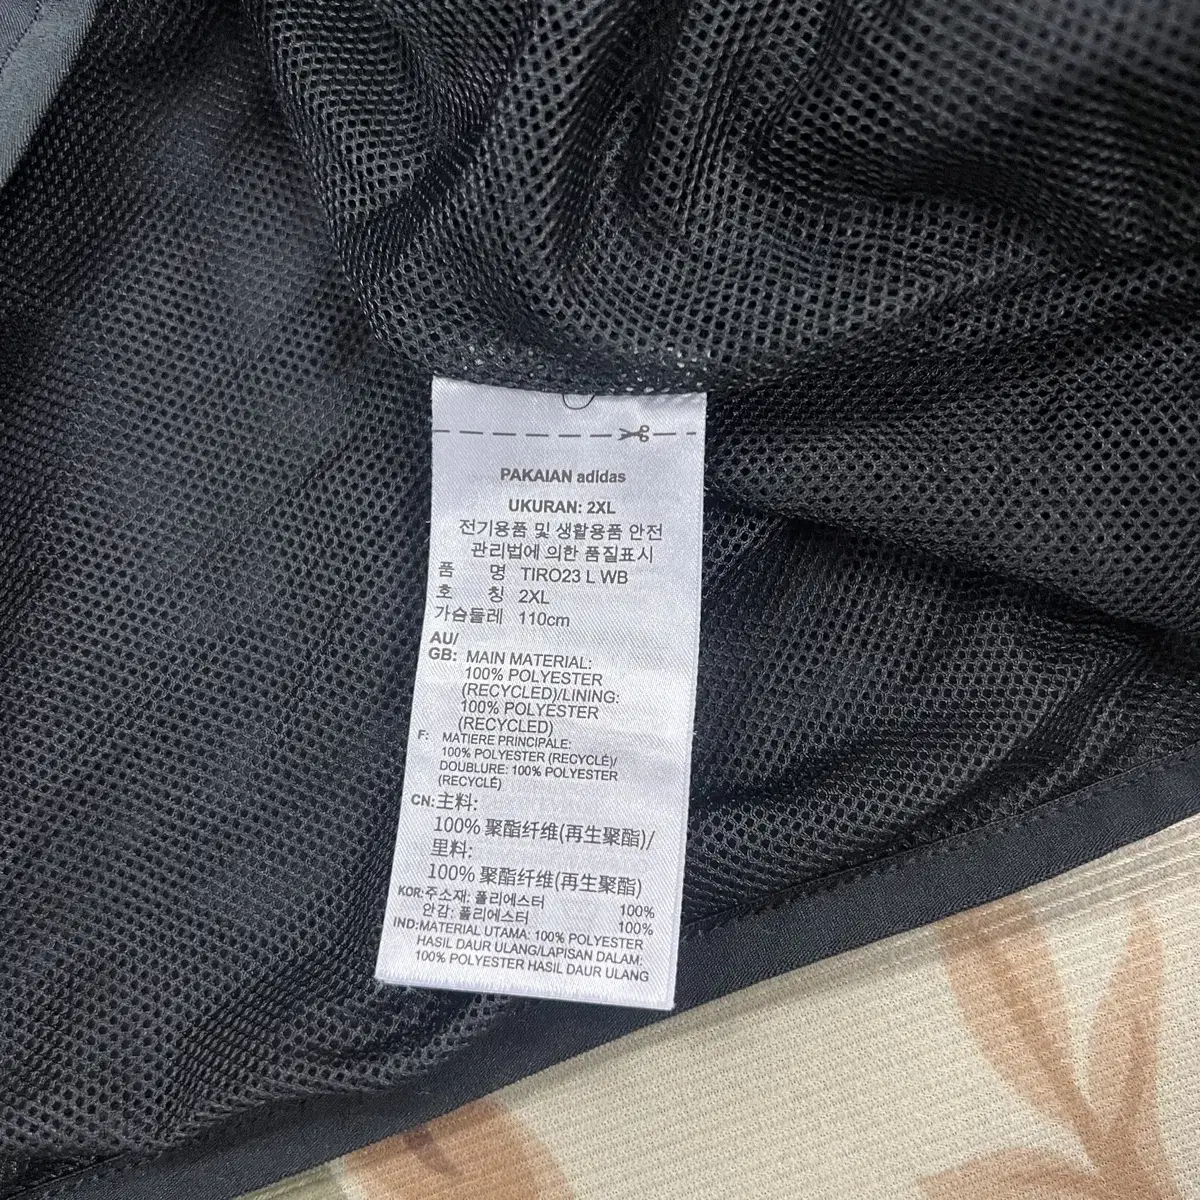 PAKAIAN adidas
UKURAN: 2XL
전기용품 및 생활용품 안전
관리법에 의한 품질표시
품 명 TIRO23 L WB
호 칭 2XL
가슴둘레 110cm
AU/
GB: MAIN MATERIAL:
100% POLYESTER
(RECYCLED)/LINING:
100% POLYESTER
(RECYCLED)
F: MATIERE PRINCIPALE:
100% POLYESTER (RECYCLÉ)/
DOUBLURE: 100% POLYESTER
(RECYCLÉ)
CN:主料:
100% 聚酯纤维(再生聚酯)/
里料:
100% 聚酯纤维(再生聚酯)
KOR:주소재: 폴리에스터 100%
안감: 폴리에스터 100%
IND:MATERIAL UTAMA: 100% POLYESTER
HASIL DAUR ULANG/LAPISAN DALAM:
100% POLYESTER HASIL DAUR ULANG